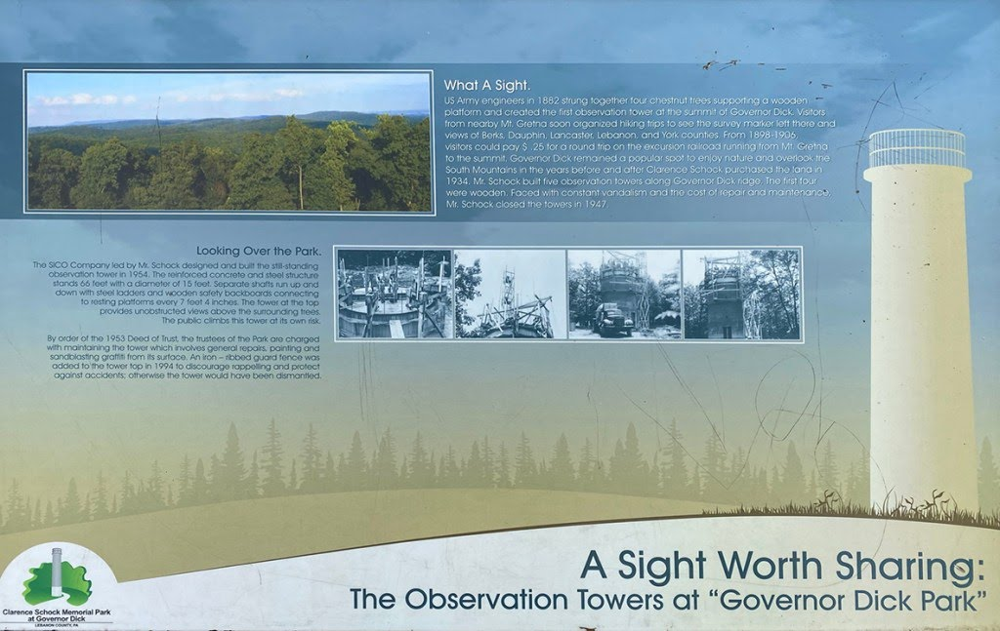 What A Sight.
US Army engineers in 1882 strung together four chestnut trees supporting a wooden
platform and created the first observation tower at the summit of Governor Dick. Visitors
from nearby Mt. Gretna soon organized hiking trips to see the survey marker left there and
views of Berks, Dauphin, Lancaster, Lebanon, and York counties. From 1898-1906,
visitors could pay $ .25 for a round trip on the excursion railroad running from Mt. Gretna
to the summit. Governor Dick remained a popular spot to enjoy nature and overlook the
South Mountains in the years before and after Clarence Schock purchased the land in
1934. Mr. Schock built five observation towers along Governor Dick ridge. The first four
were wooden. Faced with constant vandalism and the cost of repair and maintenance,
Mr. Schock closed the towers in 1947.
Looking Over the Park.
The SICO Company led by Mr. Schock designed and built the still-standing
observation tower in 1954. The reinforced concrete and steel structure
stands 66 feet with a diameter of 15 feet. Separate shafts run up and
down with steel ladders and wooden safety backboards connecting
to resting platforms every 7 feet 4 inches. The tower at the top
provides unobstructed views above the surrounding trees.
The public climbs this tower at its own risk.
By order of the 1953 Deed of Trust, the trustees of the Park are charged
with maintaining the tower which involves general repairs, painting and
sandblasting graffiti from its surface. An iron – ribbed guard fence was
added to the tower top in 1994 to discourage rappelling and protect
against accidents; otherwise the tower would have been dismantled.
A Sight Worth Sharing:
The Observation Towers at “Governor Dick Park”
Clarence Schock Memorial Park
at Governor Dick
LEBANON COUNTY, PA